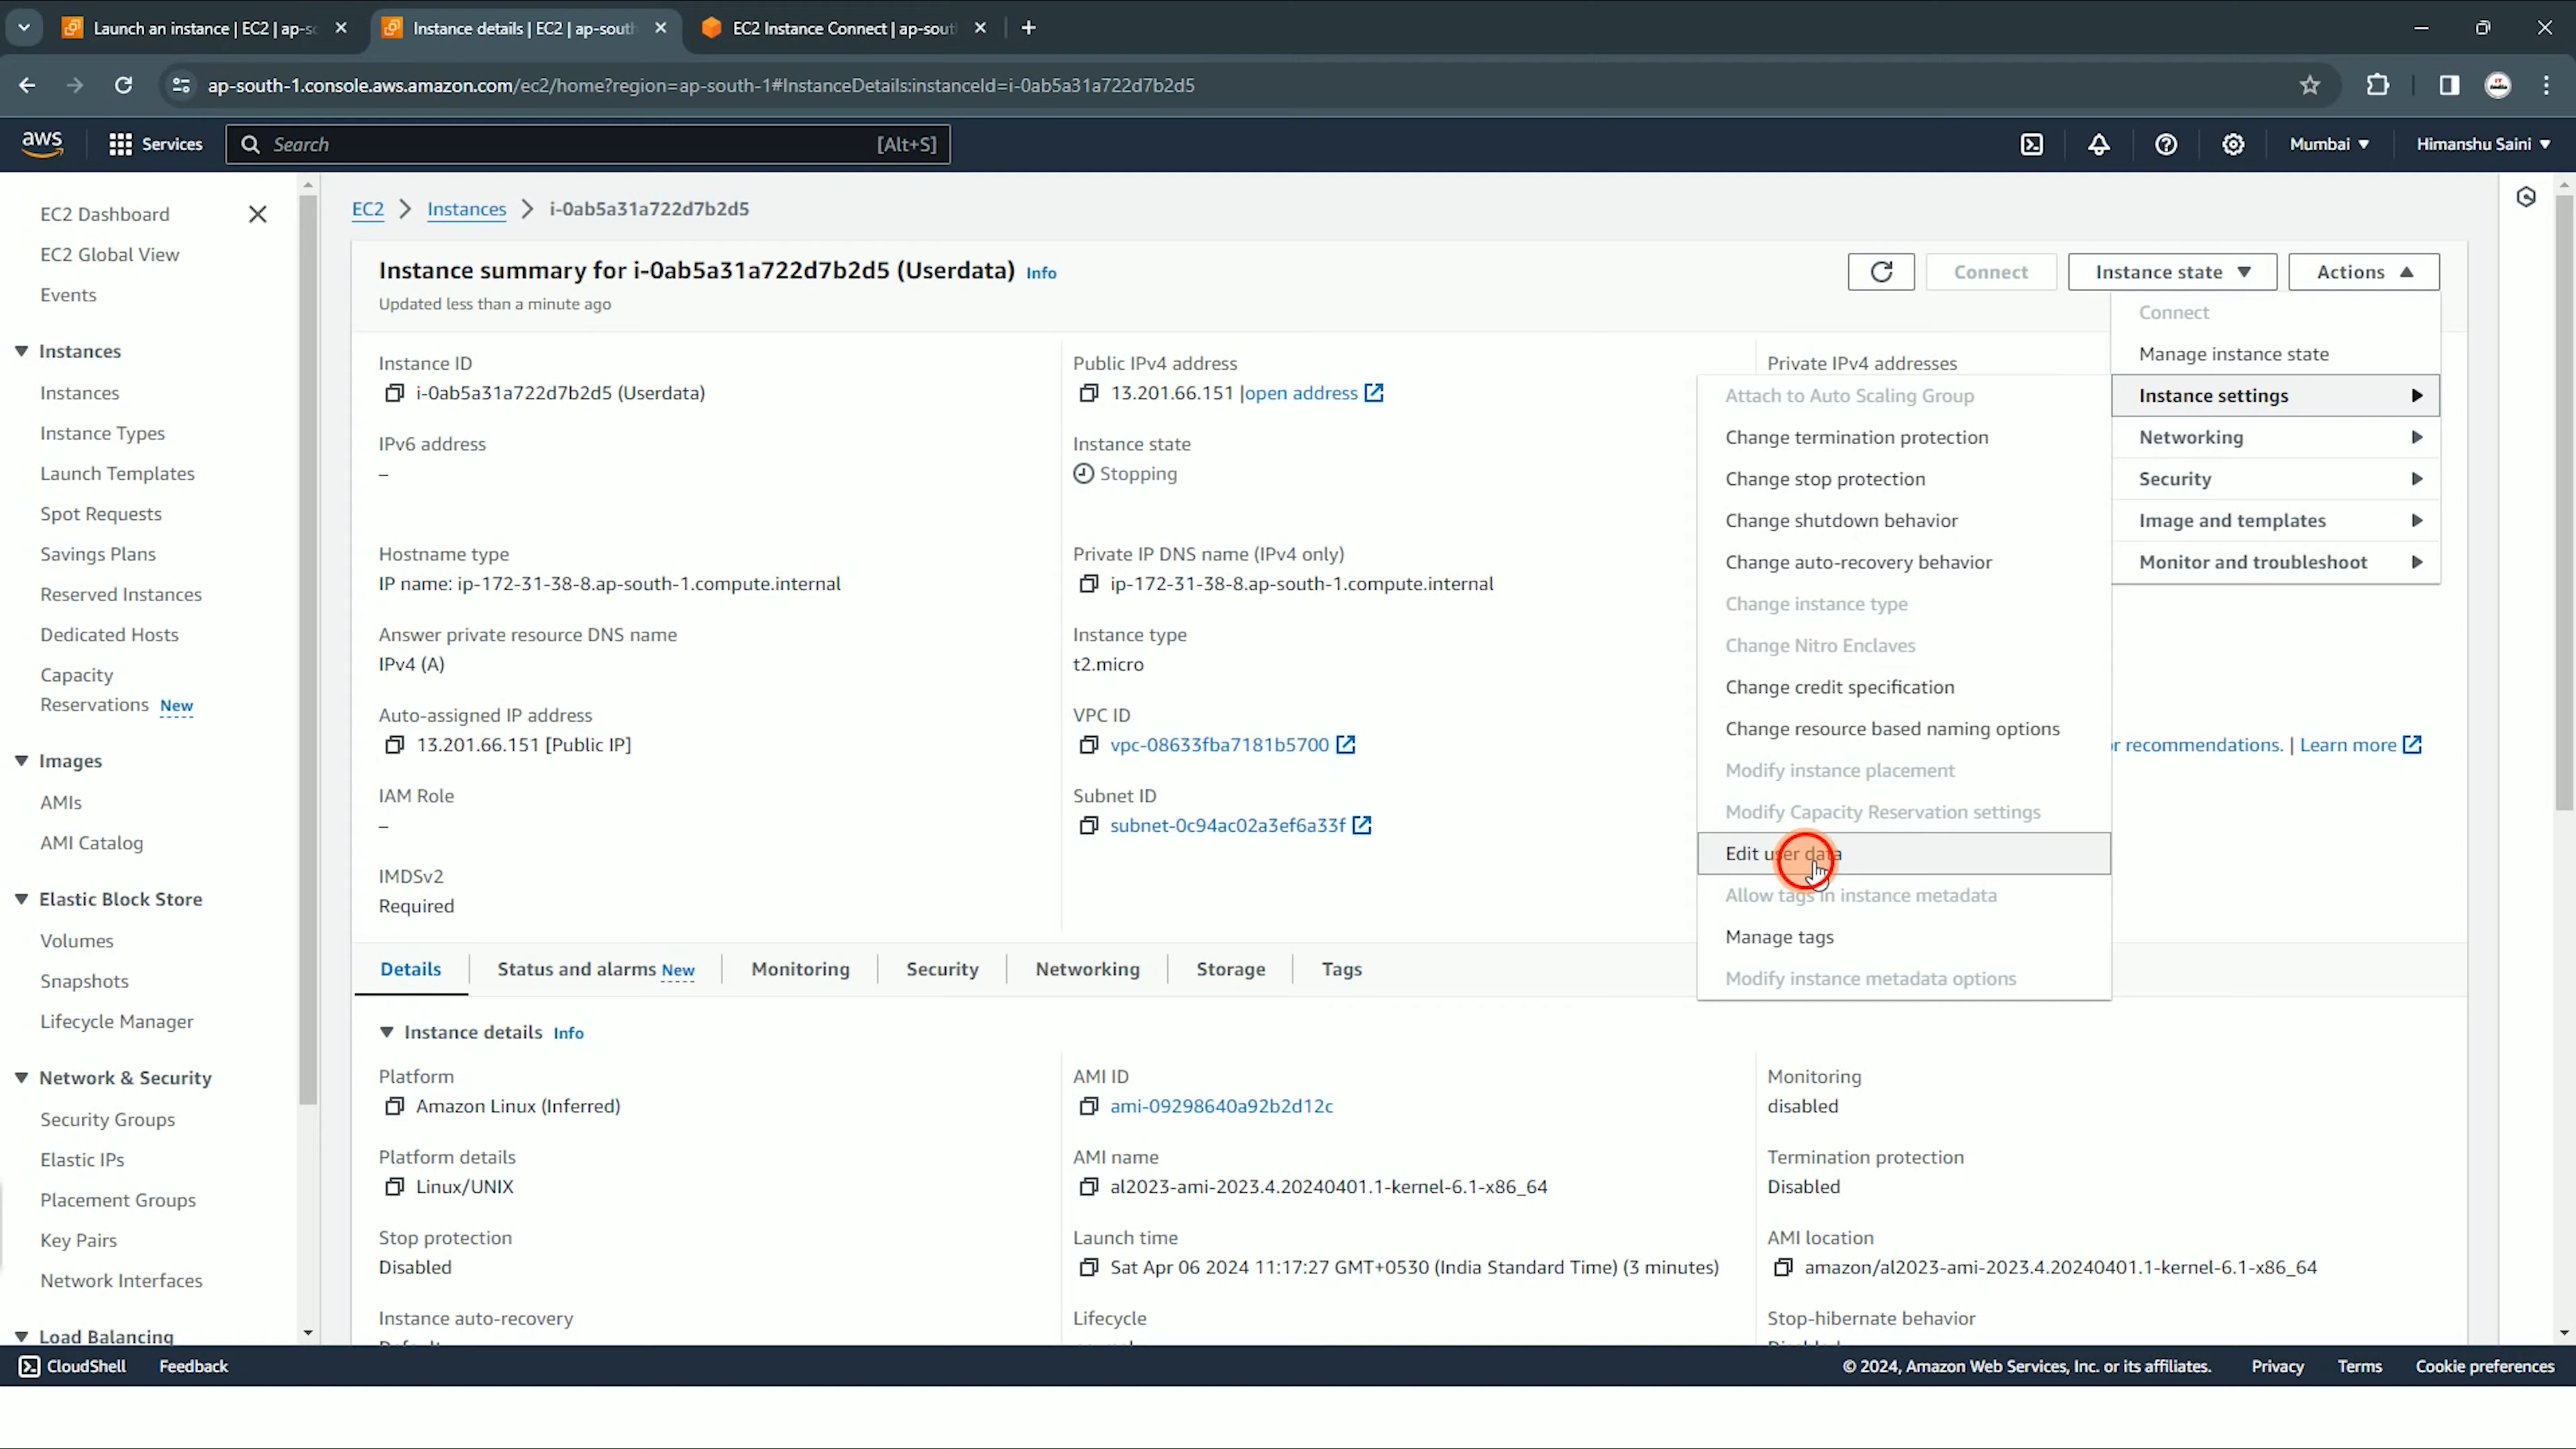 Launch an instance | EC2 | ap-sc
Instance details | EC2 | ap-south
EC2 Instance Connect | ap-sout
ap-south-1.console.aws.amazon.com/ec2/home?region=ap-south-1#InstanceDetails:instanceId=i-0ab5a31a722d7b2d5
aws
Services
Search
[Alt+S]
Mumbai
Himanshu Saini
EC2 Dashboard
EC2 Global View
Events
Instances
Instances
Instance Types
Launch Templates
Spot Requests
Savings Plans
Reserved Instances
Dedicated Hosts
Capacity
Reservations New
Images
AMIs
AMI Catalog
Elastic Block Store
Volumes
Snapshots
Lifecycle Manager
Network & Security
Security Groups
Elastic IPs
Placement Groups
Key Pairs
Network Interfaces
Load Balancing
EC2
Instances
i-0ab5a31a722d7b2d5
Instance summary for i-0ab5a31a722d7b2d5 (Userdata) Info
Updated less than a minute ago
Connect
Instance state
Actions
Connect
Manage instance state
Instance settings
Networking
Security
Image and templates
Monitor and troubleshoot
Attach to Auto Scaling Group
Change termination protection
Change stop protection
Change shutdown behavior
Change auto-recovery behavior
Change instance type
Change Nitro Enclaves
Change credit specification
Change resource based naming options
Modify instance placement
Modify Capacity Reservation settings
Edit user data
Allow tags in instance metadata
Manage tags
Modify instance metadata options
Instance ID
i-0ab5a31a722d7b2d5 (Userdata)
Public IPv4 address
13.201.66.151 |open address
Private IPv4 addresses
IPv6 address
–
Instance state
Stopping
Hostname type
IP name: ip-172-31-38-8.ap-south-1.compute.internal
Private IP DNS name (IPv4 only)
ip-172-31-38-8.ap-south-1.compute.internal
Answer private resource DNS name
IPv4 (A)
Instance type
t2.micro
Auto-assigned IP address
13.201.66.151 [Public IP]
VPC ID
vpc-08633fba7181b5700
recommendations. | Learn more
IAM Role
–
Subnet ID
subnet-0c94ac02a3ef6a33f
IMDSv2
Required
Details
Status and alarms New
Monitoring
Security
Networking
Storage
Tags
Instance details Info
Platform
Amazon Linux (Inferred)
AMI ID
ami-09298640a92b2d12c
Monitoring
disabled
Platform details
Linux/UNIX
AMI name
al2023-ami-2023.4.20240401.1-kernel-6.1-x86_64
Termination protection
Disabled
Stop protection
Disabled
Launch time
Sat Apr 06 2024 11:17:27 GMT+0530 (India Standard Time) (3 minutes)
AMI location
amazon/al2023-ami-2023.4.20240401.1-kernel-6.1-x86_64
Instance auto-recovery
Lifecycle
Stop-hibernate behavior
CloudShell
Feedback
© 2024, Amazon Web Services, Inc. or its affiliates.
Privacy
Terms
Cookie preferences